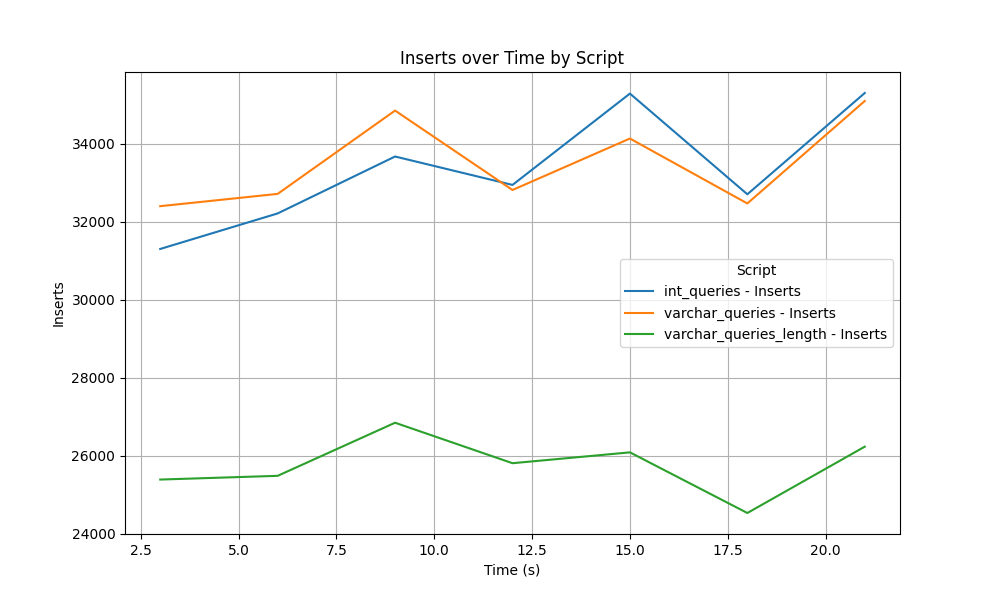 Inserts over Time by Script
34000
32000
30000
28000
26000
24000
Inserts
Script
int_queries - Inserts
varchar_queries - Inserts
varchar_queries_length - Inserts
2.5 5.0 7.5 10.0 12.5 15.0 17.5 20.0
Time (s)